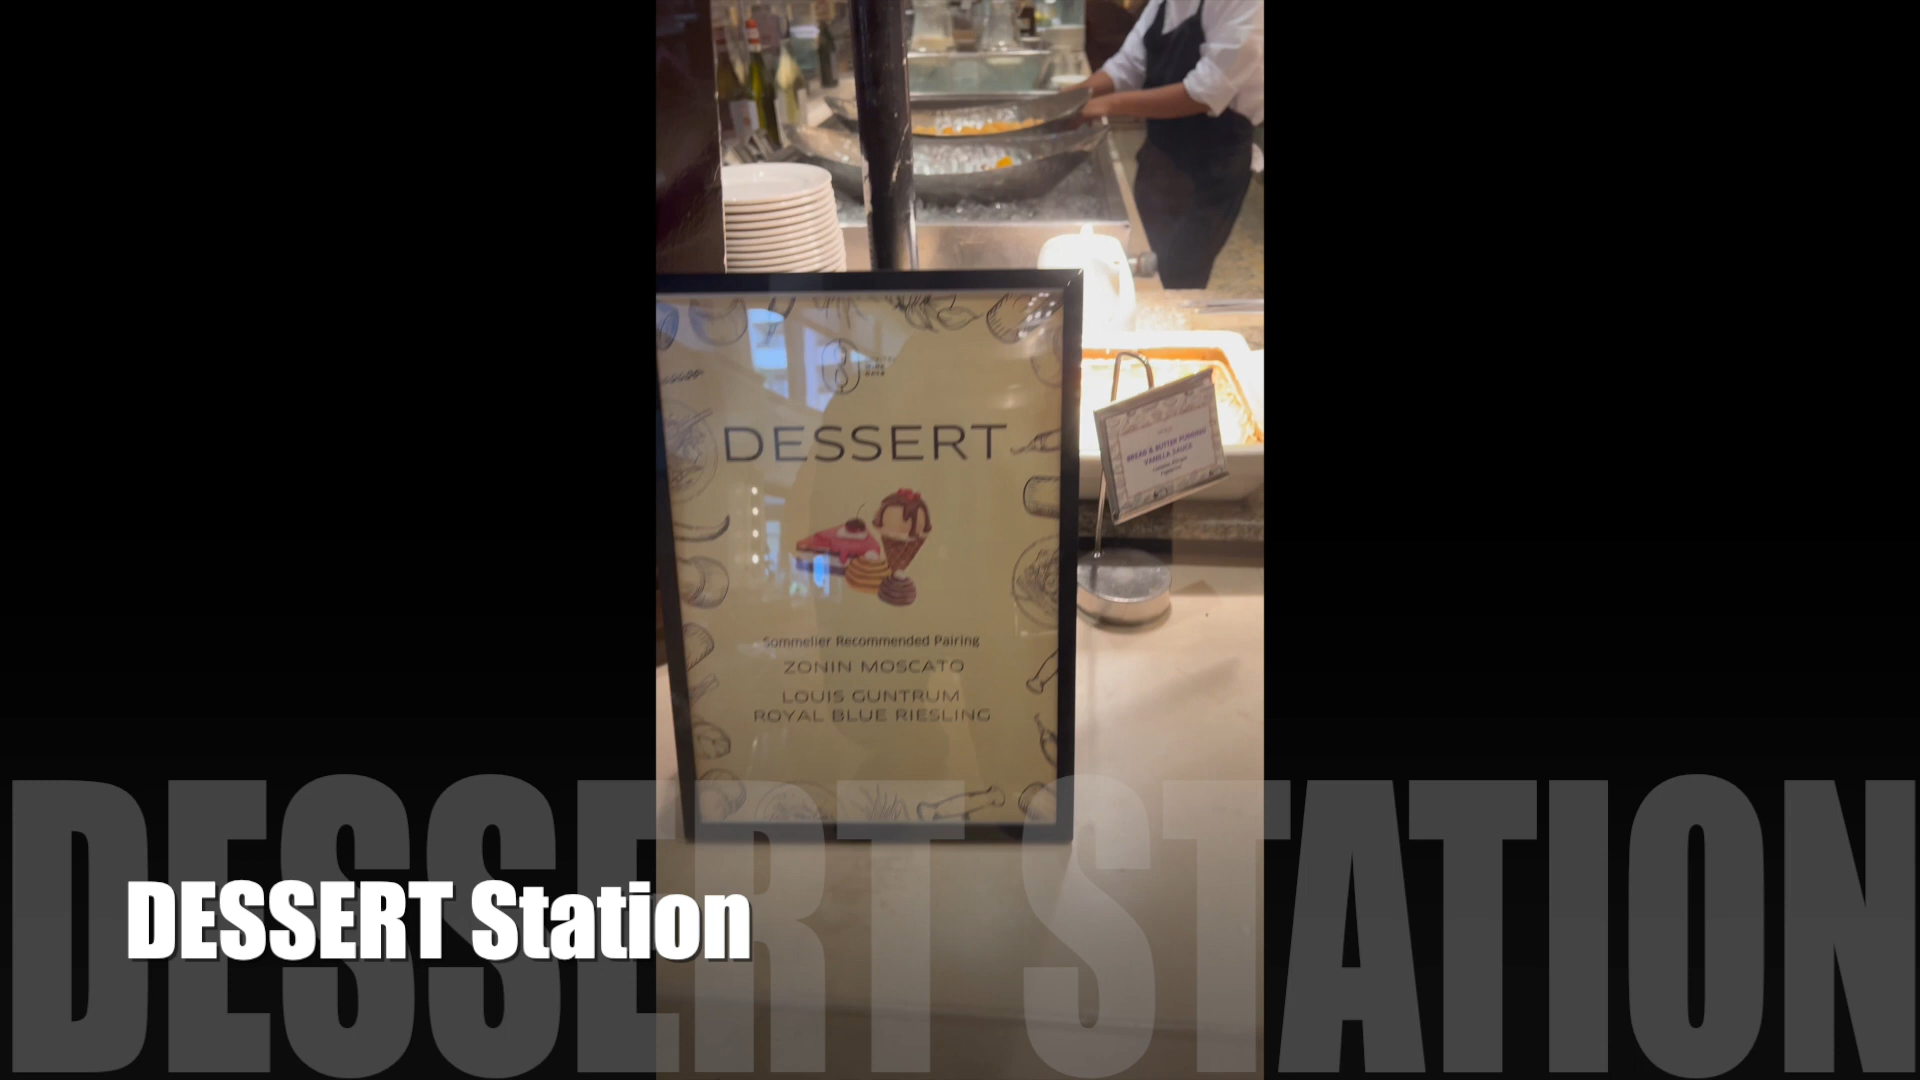 DESSERT
Sommelier Recommended Pairing
ZONIN MOSCATO
LOUIS GUNTRUM
ROYAL BLUE RIESLING
BREAD & BUTTER PUDDING
VANILLA SAUCE
DESSERT STATION
DESSERT Station